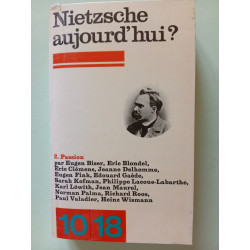 Nietzsche
aujourd'hui?
2. Passion
par Eugen Biser, Eric Blondel,
Eric Clémens, Jeanne Delhomme,
Eugen Fink, Edouard Gaède,
Sarah Kofman, Philippe Lacoue-Labarthe,
Karl Löwith, Jean Maurel,
Norman Palma, Richard Roos,
Paul Valadier, Heinz Wismann
10 18